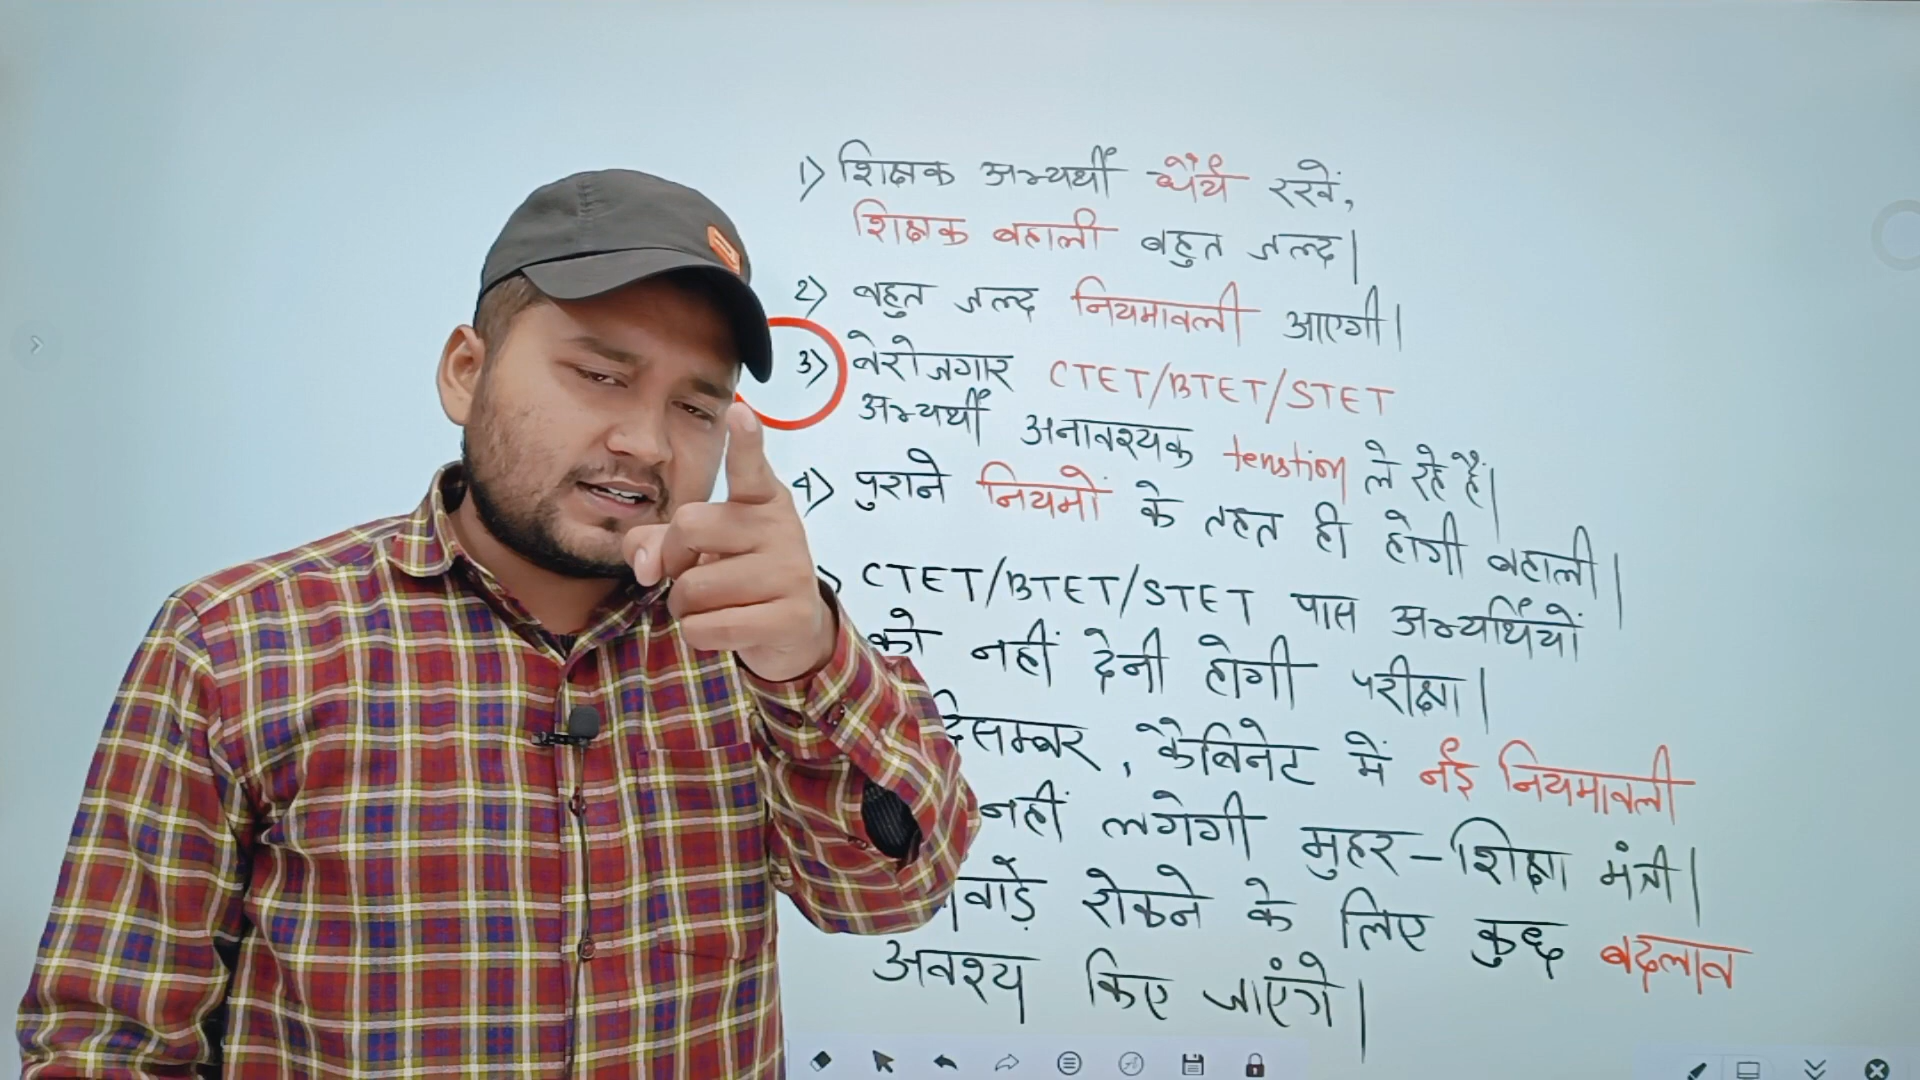 1) शिक्षक अभ्यर्थी धैर्य रखें,
शिक्षक बहाली बहुत जल्द|
2) बहुत जल्द नियमावली आएगी|
3) बेरोजगार CTET/BTET/STET
अभ्यर्थी अनावश्यक tenstion ले रहे हैं|
4) पुराने नियमों के तहत ही होगी बहाली|
CTET/BTET/STET पास अभ्यर्थियों
को नहीं देनी होगी परीक्षा|
दिसम्बर, कैबिनेट में नई नियमावली
नहीं लगेगी मुहर-शिक्षा मंत्री|
रोकने के लिए कुछ बदलाव
अवश्य किए जाएंगे|